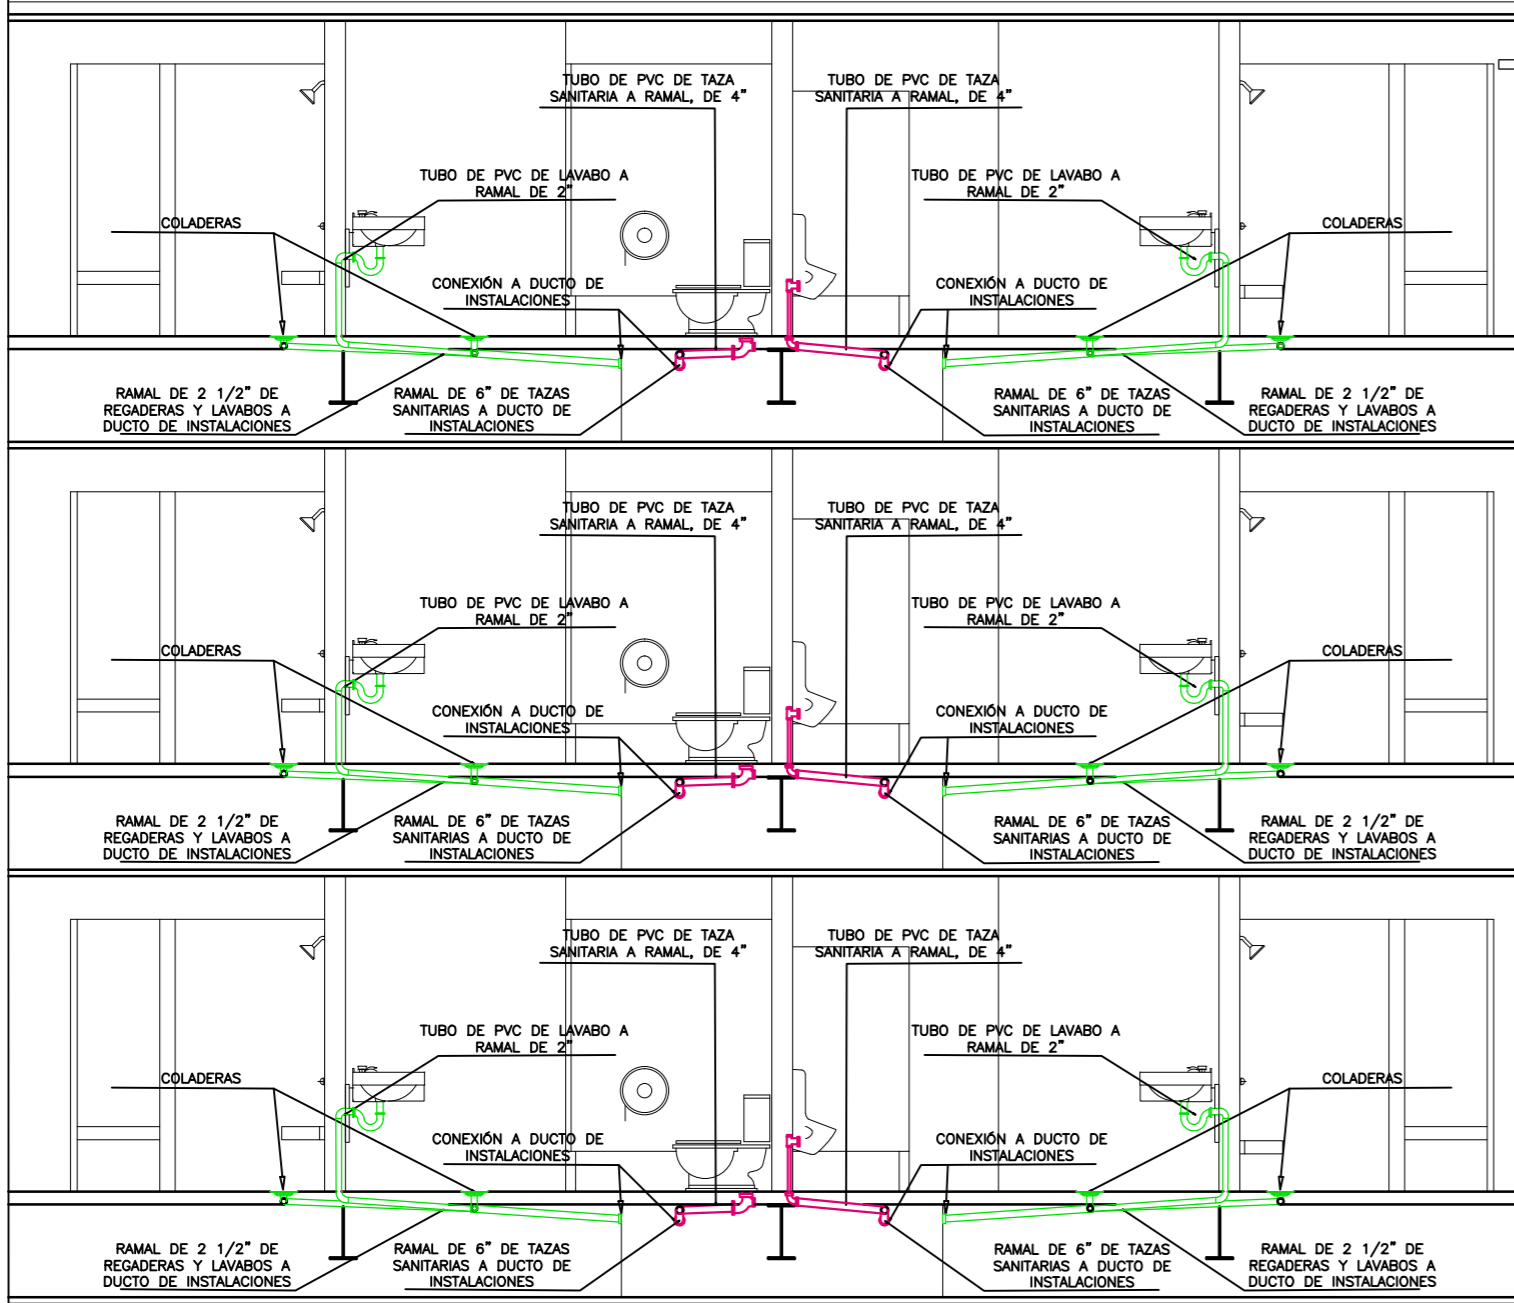 TUBO DE PVC DE TAZA
SANITARIA A RAMAL, DE 4"
TUBO DE PVC DE TAZA
SANITARIA A RAMAL, DE 4"
TUBO DE PVC DE LAVABO A
RAMAL DE 2"
TUBO DE PVC DE LAVABO A
RAMAL DE 2"
COLADERAS
COLADERAS
CONEXIÓN A DUCTO DE
INSTALACIONES
CONEXIÓN A DUCTO DE
INSTALACIONES
RAMAL DE 2 1/2" DE
REGADERAS Y LAVABOS A
DUCTO DE INSTALACIONES
RAMAL DE 6" DE TAZAS
SANITARIAS A DUCTO DE
INSTALACIONES
RAMAL DE 6" DE TAZAS
SANITARIAS A DUCTO DE
INSTALACIONES
RAMAL DE 2 1/2" DE
REGADERAS Y LAVABOS A
DUCTO DE INSTALACIONES
TUBO DE PVC DE TAZA
SANITARIA A RAMAL, DE 4"
TUBO DE PVC DE TAZA
SANITARIA A RAMAL, DE 4"
TUBO DE PVC DE LAVABO A
RAMAL DE 2"
TUBO DE PVC DE LAVABO A
RAMAL DE 2"
COLADERAS
COLADERAS
CONEXIÓN A DUCTO DE
INSTALACIONES
CONEXIÓN A DUCTO DE
INSTALACIONES
RAMAL DE 2 1/2" DE
REGADERAS Y LAVABOS A
DUCTO DE INSTALACIONES
RAMAL DE 6" DE TAZAS
SANITARIAS A DUCTO DE
INSTALACIONES
RAMAL DE 6" DE TAZAS
SANITARIAS A DUCTO DE
INSTALACIONES
RAMAL DE 2 1/2" DE
REGADERAS Y LAVABOS A
DUCTO DE INSTALACIONES
TUBO DE PVC DE TAZA
SANITARIA A RAMAL, DE 4"
TUBO DE PVC DE TAZA
SANITARIA A RAMAL, DE 4"
TUBO DE PVC DE LAVABO A
RAMAL DE 2"
TUBO DE PVC DE LAVABO A
RAMAL DE 2"
COLADERAS
COLADERAS
CONEXIÓN A DUCTO DE
INSTALACIONES
CONEXIÓN A DUCTO DE
INSTALACIONES
RAMAL DE 2 1/2" DE
REGADERAS Y LAVABOS A
DUCTO DE INSTALACIONES
RAMAL DE 6" DE TAZAS
SANITARIAS A DUCTO DE
INSTALACIONES
RAMAL DE 6" DE TAZAS
SANITARIAS A DUCTO DE
INSTALACIONES
RAMAL DE 2 1/2" DE
REGADERAS Y LAVABOS A
DUCTO DE INSTALACIONES